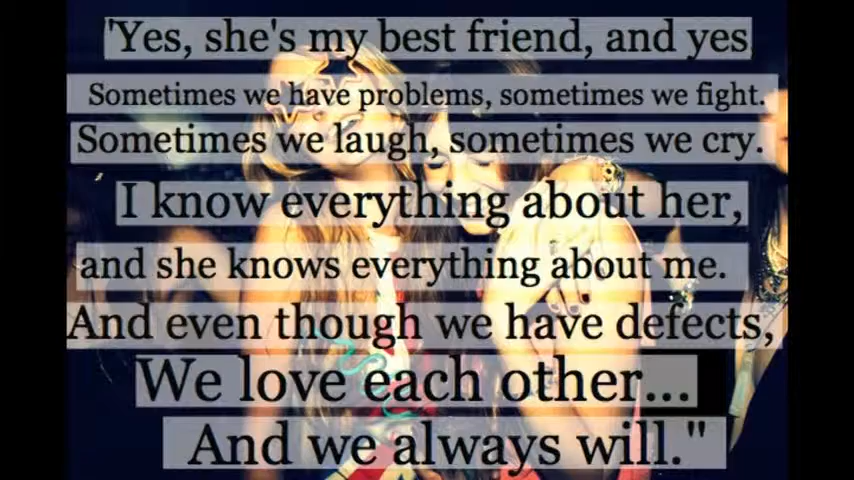 'Yes, she's my best friend, and yes
Sometimes we have problems, sometimes we fight.
Sometimes we laugh, sometimes we cry.
I know everything about her,
and she knows everything about me.
And even though we have defects,
We love each other...
And we always will."